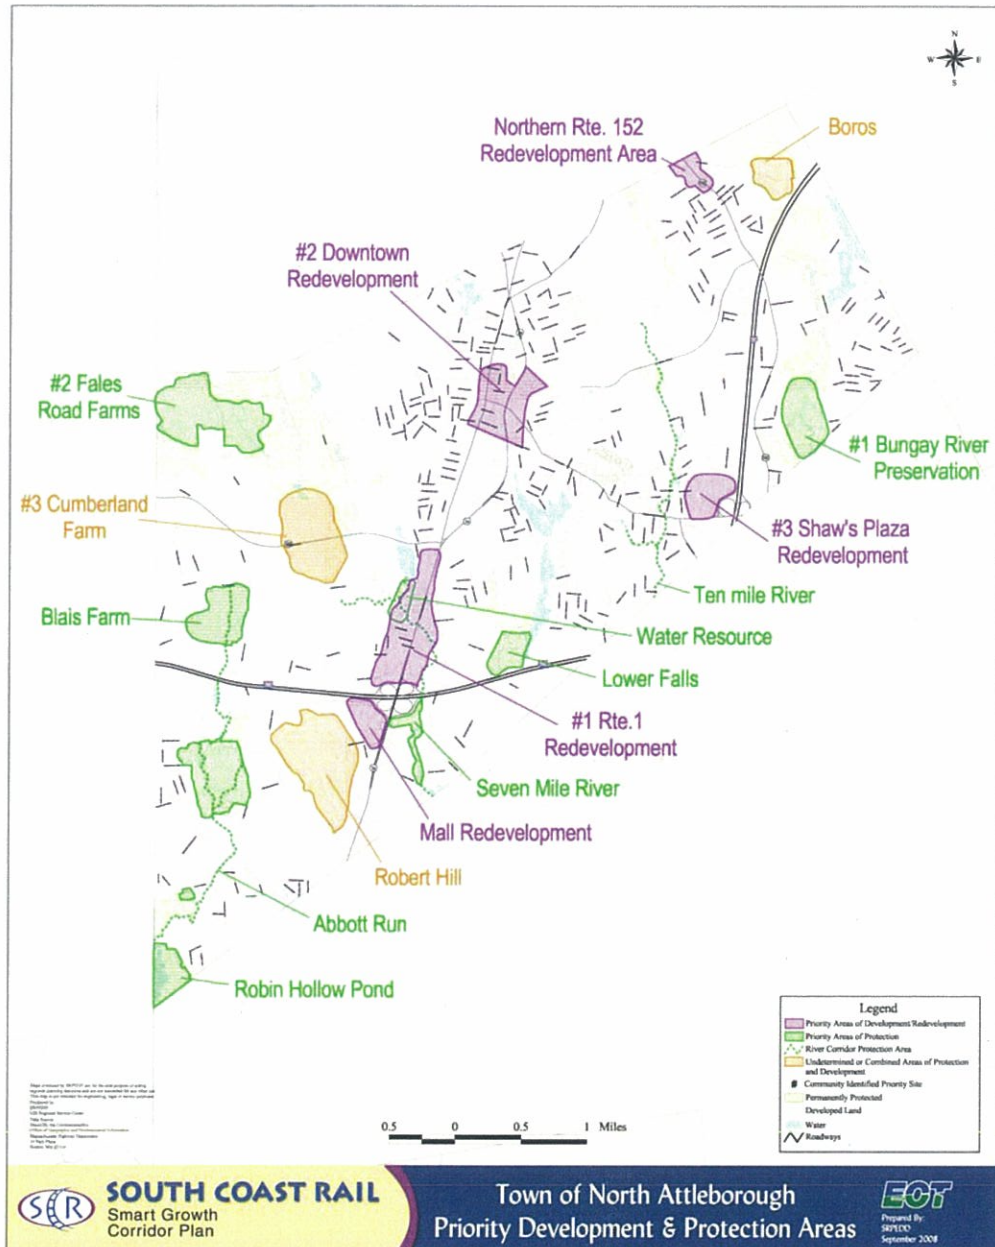 N
W E
S
Northern Rte. 152
Redevelopment Area
Boros
#2 Downtown
Redevelopment
#2 Fales
Road Farms
#1 Bungay River
Preservation
#3 Cumberland
Farm
#3 Shaw's Plaza
Redevelopment
Blais Farm
Ten mile River
Water Resource
Lower Falls
#1 Rte.1
Redevelopment
Seven Mile River
Mall Redevelopment
Robert Hill
Abbott Run
Robin Hollow Pond
Legend
Priority Areas of Development/Redevelopment
Priority Areas of Protection
River Corridor Protection Area
Undetermined or Combined Areas of Protection
and Development
# Community Identified Priority Site
Permanently Protected
Developed Land
Water
Roadways
0.5 0 0.5 1 Miles
SCR
SOUTH COAST RAIL
Smart Growth
Corridor Plan
Town of North Attleborough
Priority Development & Protection Areas
EOT
Prepared By:
SRPEDD
September 2008